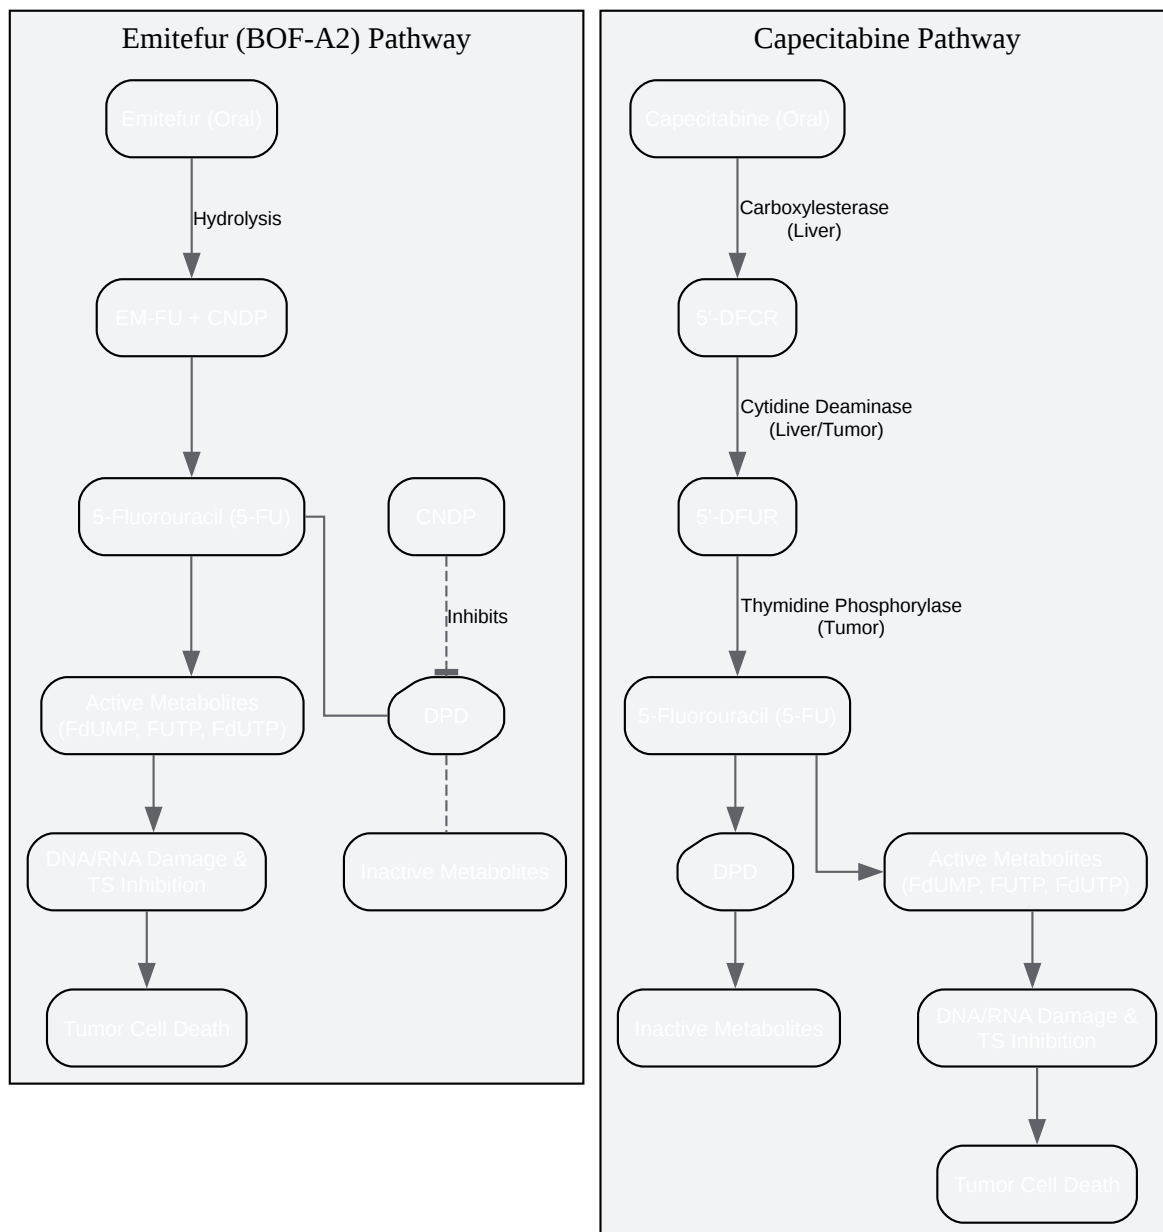 Emitefur (BOF-A2) Pathway
Emitefur (Oral)
Hydrolysis
EM-FU + CNDP
5-Fluorouracil (5-FU)
CNDP
Inhibits
Active Metabolites
(FdUMP, FUTP, FdUTP)
DPD
DNA/RNA Damage &
TS Inhibition
Inactive Metabolites
Tumor Cell Death
Capecitabine Pathway
Capecitabine (Oral)
Carboxylesterase
(Liver)
5'-DFCR
Cytidine Deaminase
(Liver/Tumor)
5'-DFUR
Thymidine Phosphorylase
(Tumor)
5-Fluorouracil (5-FU)
DPD
Active Metabolites
(FdUMP, FUTP, FdUTP)
Inactive Metabolites
DNA/RNA Damage &
TS Inhibition
Tumor Cell Death